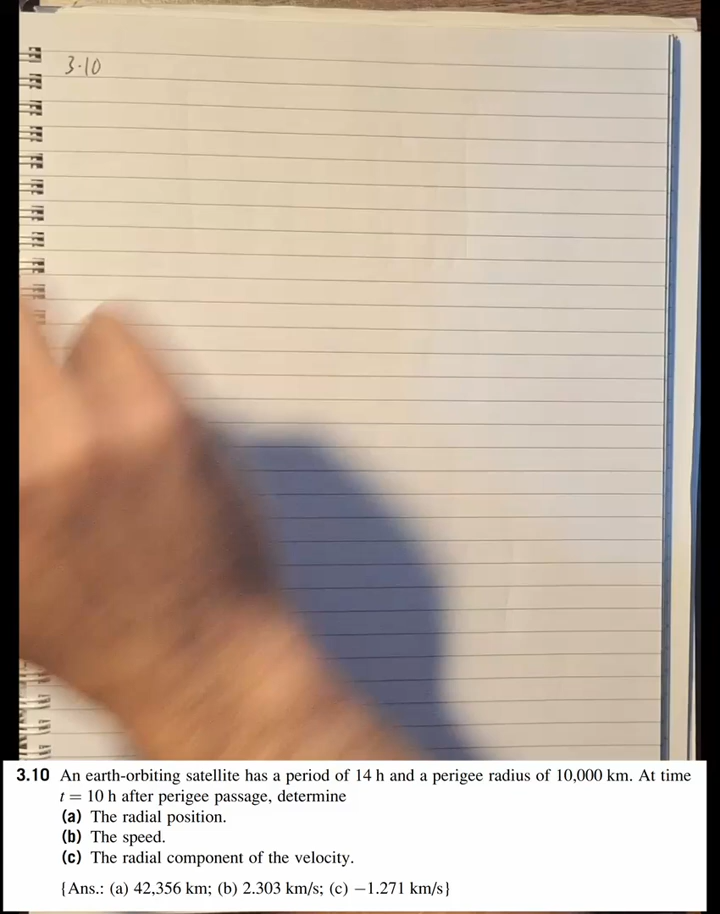 3.10
3.10 An earth-orbiting satellite has a period of 14 h and a perigee radius of 10,000 km. At time
t = 10 h after perigee passage, determine
(a) The radial position.
(b) The speed.
(c) The radial component of the velocity.
{Ans.: (a) 42,356 km; (b) 2.303 km/s; (c) −1.271 km/s}